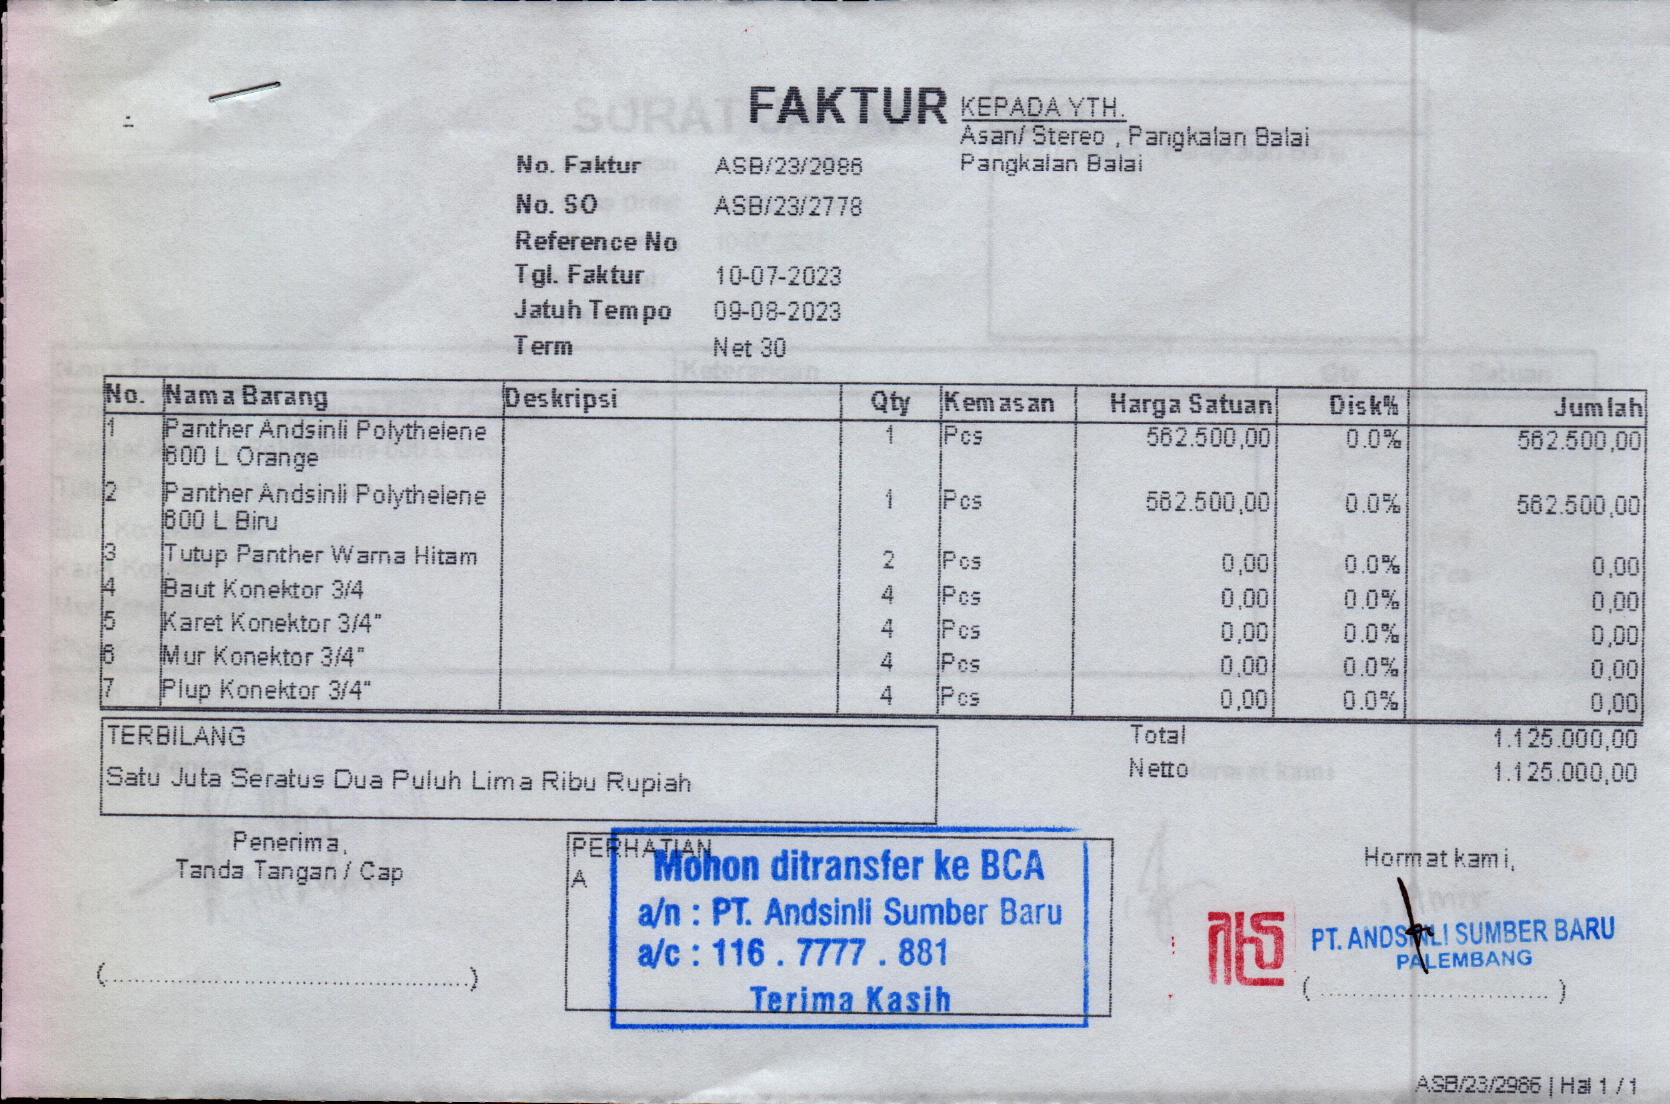 FAKTUR
KEPADA YTH.
Asan/ Stereo , Pangkalan Balai
Pangkalan Balai
No. Faktur ASB/23/2986
No. SO ASB/23/2778
Reference No
Tgl. Faktur 10-07-2023
Jatuh Tempo 09-08-2023
Term Net 30
No. Nama Barang Deskripsi Qty Kemasan Harga Satuan Disk% Jumlah
1 Panther Andsinli Polythelene 1 Pcs 562.500,00 0.0% 562.500,00
600 L Orange
2 Panther Andsinli Polythelene 1 Pcs 562.500,00 0.0% 562.500,00
600 L Biru
3 Tutup Panther Warna Hitam 2 Pcs 0,00 0.0% 0,00
4 Baut Konektor 3/4 4 Pcs 0,00 0.0% 0,00
5 Karet Konektor 3/4" 4 Pcs 0,00 0.0% 0,00
6 Mur Konektor 3/4" 4 Pcs 0,00 0.0% 0,00
7 Plup Konektor 3/4" 4 Pcs 0,00 0.0% 0,00
TERBILANG
Satu Juta Seratus Dua Puluh Lima Ribu Rupiah
Total 1.125.000,00
Netto 1.125.000,00
Penerima,
Tanda Tangan / Cap
(....................................................)
PERHATIAN
A
Mohon ditransfer ke BCA
a/n : PT. Andsinli Sumber Baru
a/c : 116 . 7777 . 881
Terima Kasih
Hormat kami,
PT. ANDSINLI SUMBER BARU
PALEMBANG
(..................................)
ASB/23/2986 | Hal 1 / 1